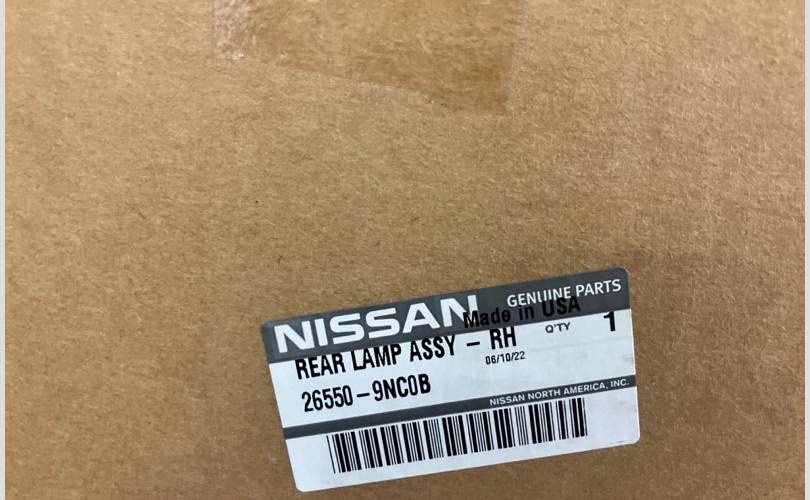 NISSAN GENUINE PARTS
Made in USA
REAR LAMP ASSY - RH Q'TY 1
06/10/22
26550-9NC0B
NISSAN NORTH AMERICA, INC.